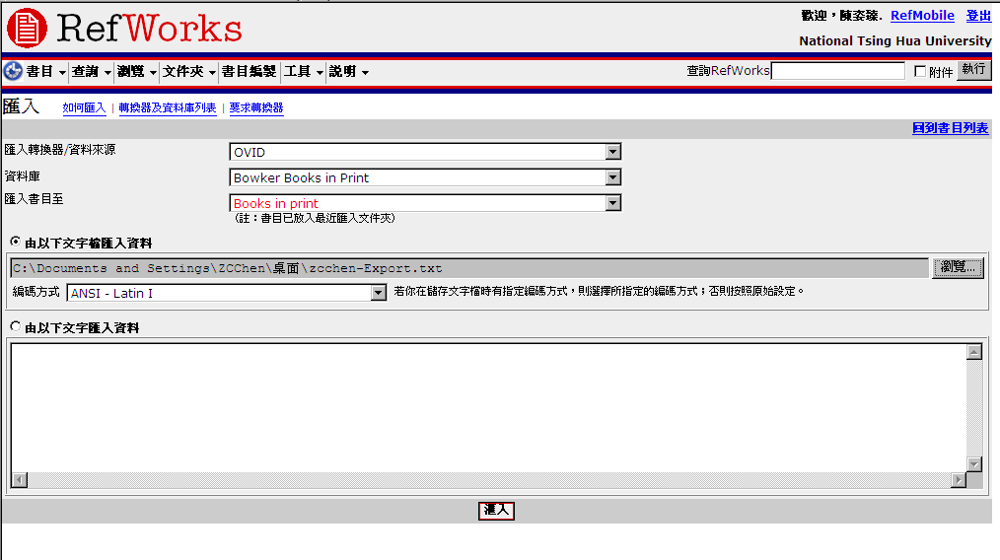 RefWorks
歡迎，陳姿臻. RefMobile 登出
National Tsing Hua University
書目 查詢 瀏覽 文件夾 書目編製 工具 說明 查詢RefWorks 附件 執行
匯入 如何匯入 | 轉換器及資料庫列表 | 要求轉換器
回到書目列表
匯入轉換器/資料來源 OVID
資料庫 Bowker Books in Print
匯入書目至 Books in print
(註：書目已放入最近匯入文件夾)
由以下文字檔匯入資料
C:\Documents and Settings\ZCChen\桌面\zcchen-Export.txt 瀏覽...
編碼方式 ANSI - Latin I 若你在儲存文字檔時有指定編碼方式，則選擇所指定的編碼方式；否則按照原始設定。
由以下文字匯入資料
匯入